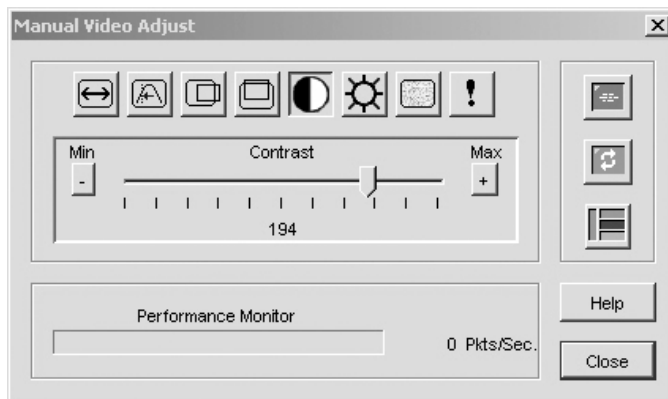 Manual Video Adjust
Min Contrast Max
- +
194
Performance Monitor
0 Pkts/Sec.
Help
Close